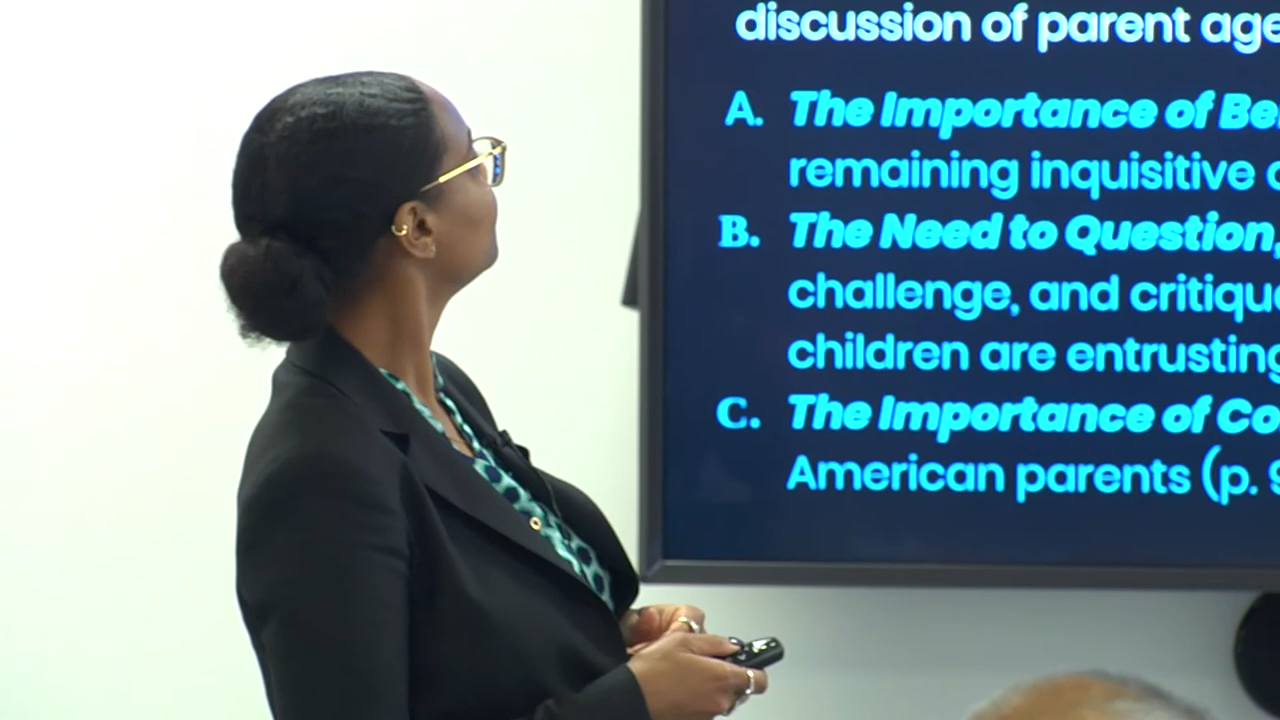 discussion of parent age
A. The Importance of Be
remaining inquisitive
B. The Need to Question,
challenge, and critique
children are entrusting
C. The Importance of Co
American parents (p. 9